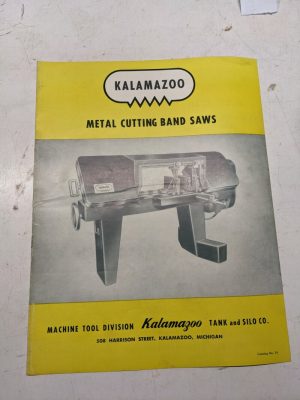 KALAMAZOO
METAL CUTTING BAND SAWS
MACHINE TOOL DIVISION Kalamazoo TANK and SILO CO.
508 HARRISON STREET, KALAMAZOO, MICHIGAN